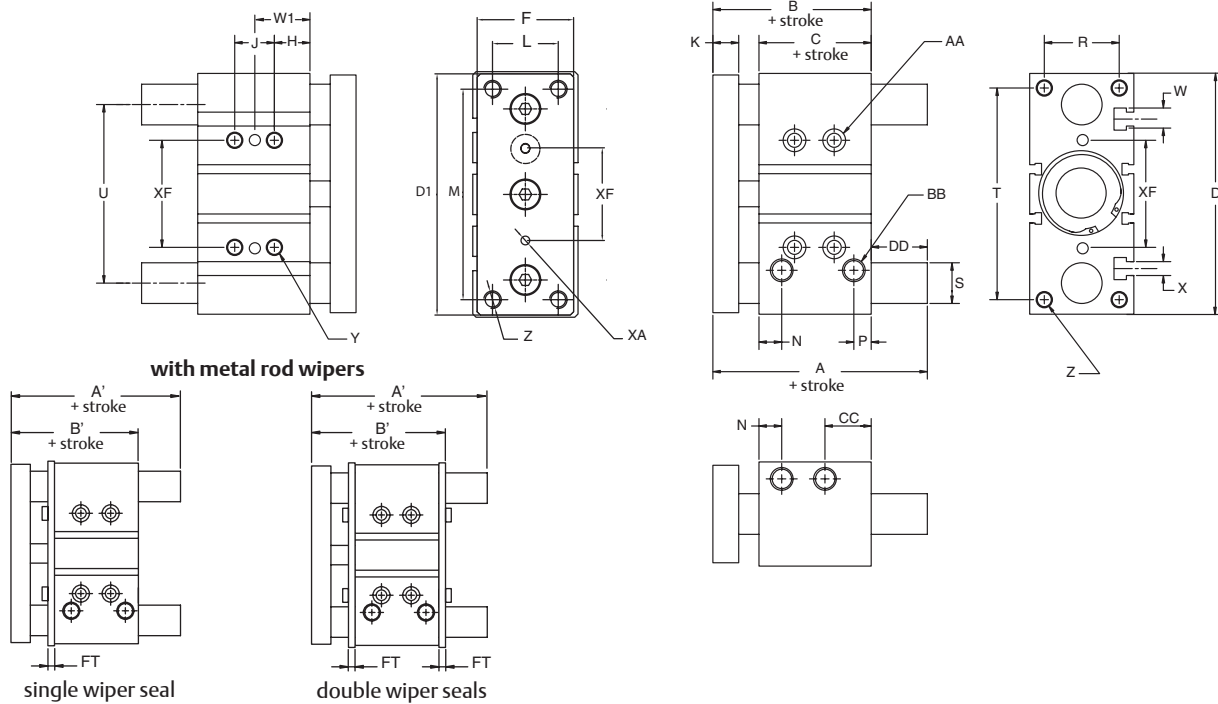 W1
J
H
U
XF
Y
with metal rod wipers
F
L
D1
M
XF
Z
XA
B
+ stroke
K
C
+ stroke
AA
BB
DD
S
N
P
A
+ stroke
R
W
T
XF
D
X
Z
A'
+ stroke
B'
+ stroke
FT
single wiper seal
A'
+ stroke
B'
+ stroke
FT
FT
double wiper seals
N
CC